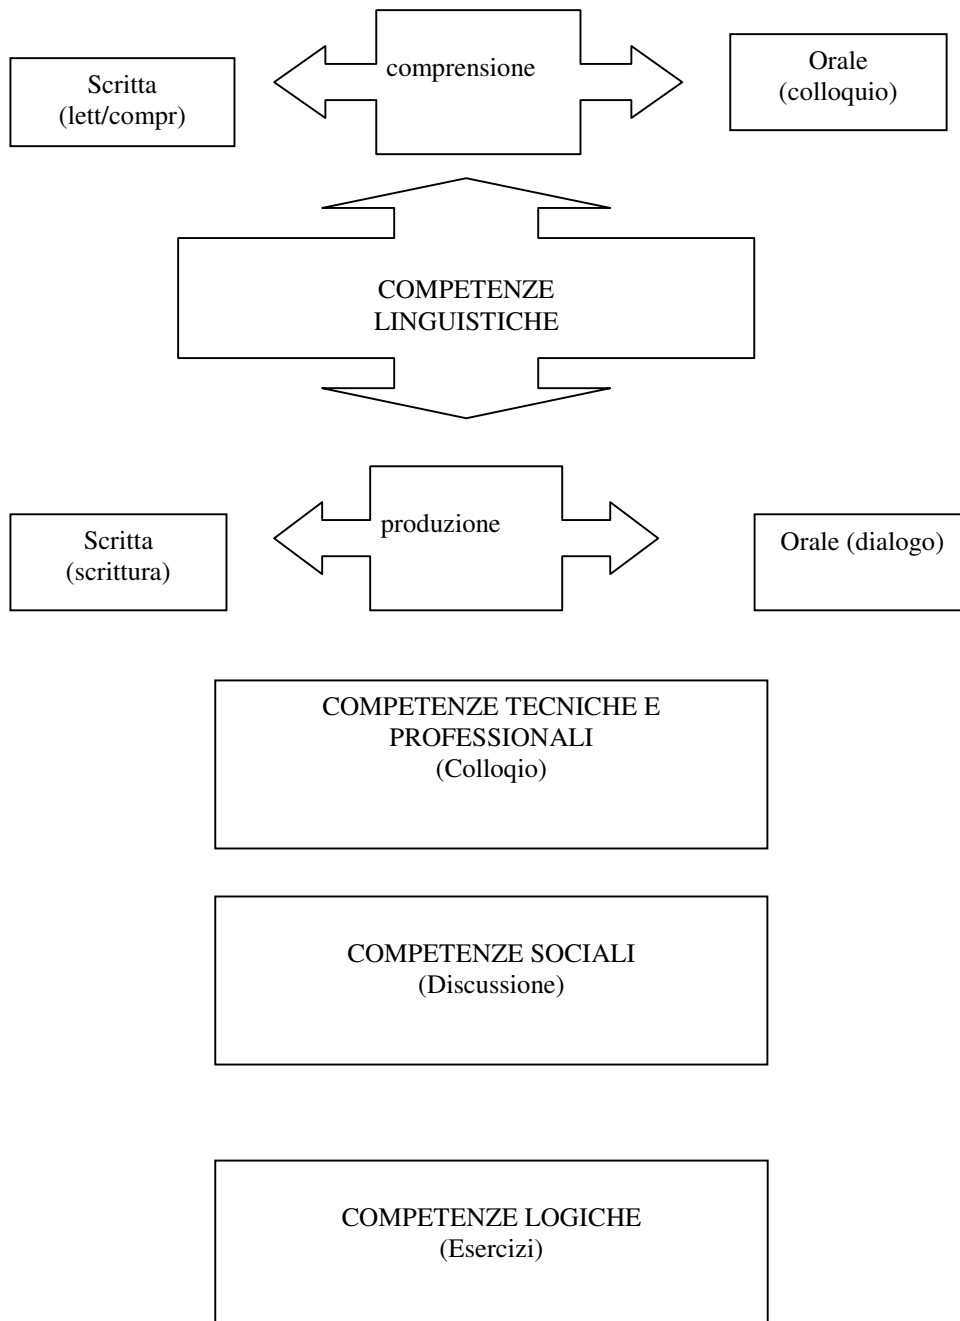 Scritta
(lett/compr)
comprensione
Orale
(colloquio)
COMPETENZE
LINGUISTICHE
Scritta
(scrittura)
produzione
Orale (dialogo)
COMPETENZE TECNICHE E
PROFESSIONALI
(Colloqio)
COMPETENZE SOCIALI
(Discussione)
COMPETENZE LOGICHE
(Esercizi)